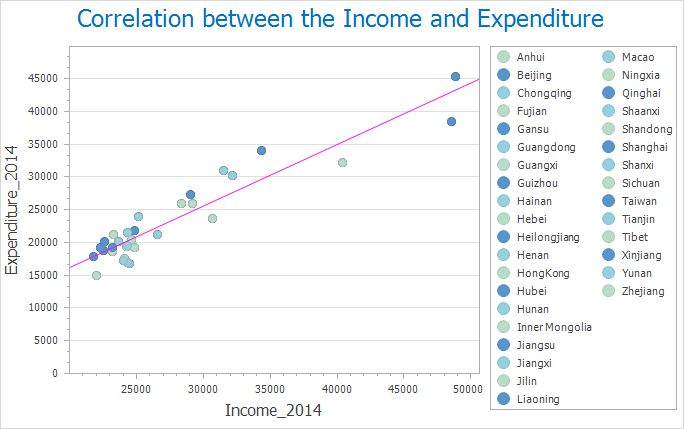 Correlation between the Income and Expenditure
Expenditure_2014
45000
40000
35000
30000
25000
20000
15000
10000
5000
0
25000 30000 35000 40000 45000 50000
Income_2014
Anhui
Beijing
Chongqing
Fujian
Gansu
Guangdong
Guangxi
Guizhou
Hainan
Hebei
Heilongjiang
Henan
HongKong
Hubei
Hunan
Inner Mongolia
Jiangsu
Jiangxi
Jilin
Liaoning
Macao
Ningxia
Qinghai
Shaanxi
Shandong
Shanghai
Shanxi
Sichuan
Taiwan
Tianjin
Tibet
Xinjiang
Yunan
Zhejiang